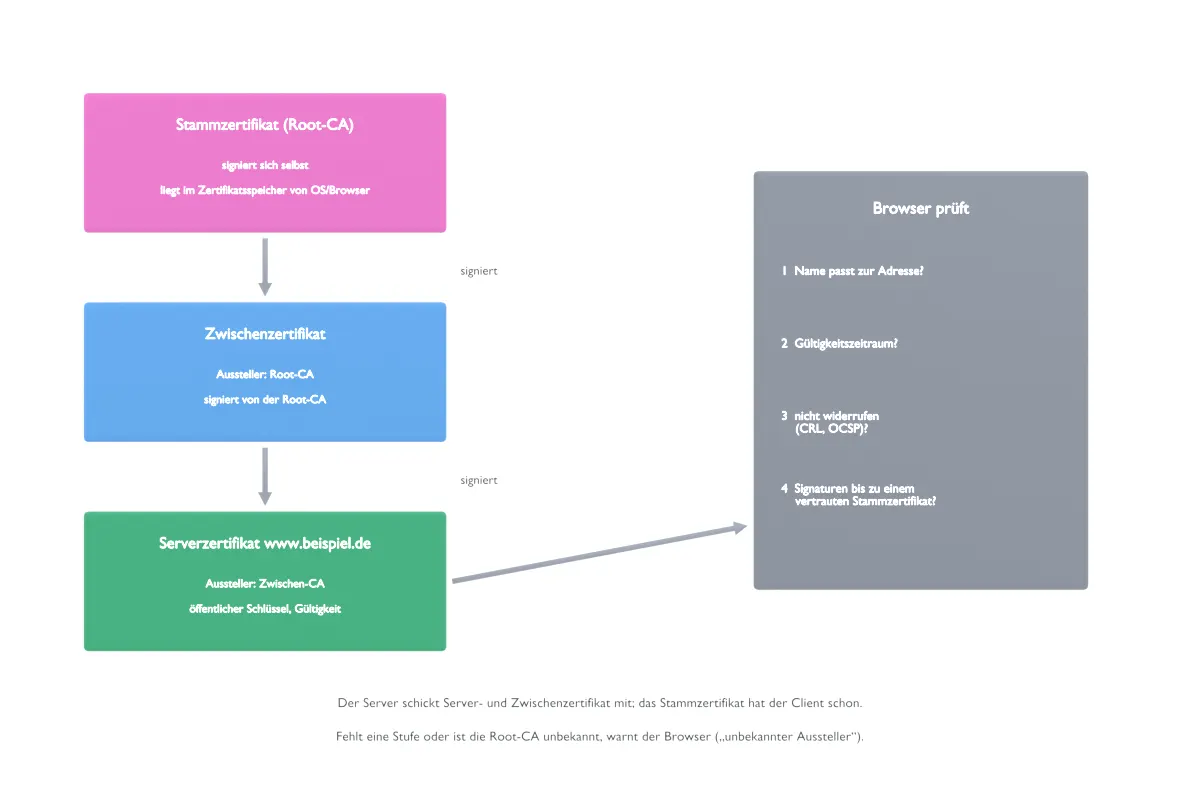 Stammzertifikat (Root-CA)
signiert sich selbst
liegt im Zertifikatsspeicher von OS/Browser
signiert
Zwischenzertifikat
Aussteller: Root-CA
signiert von der Root-CA
signiert
Serverzertifikat www.beispiel.de
Aussteller: Zwischen-CA
öffentlicher Schlüssel, Gültigkeit
Browser prüft
1 Name passt zur Adresse?
2 Gültigkeitszeitraum?
3 nicht widerrufen
(CRL, OCSP)?
4 Signaturen bis zu einem
vertrauten Stammzertifikat?
Der Server schickt Server- und Zwischenzertifikat mit; das Stammzertifikat hat der Client schon.
Fehlt eine Stufe oder ist die Root-CA unbekannt, warnt der Browser („unbekannter Aussteller“).